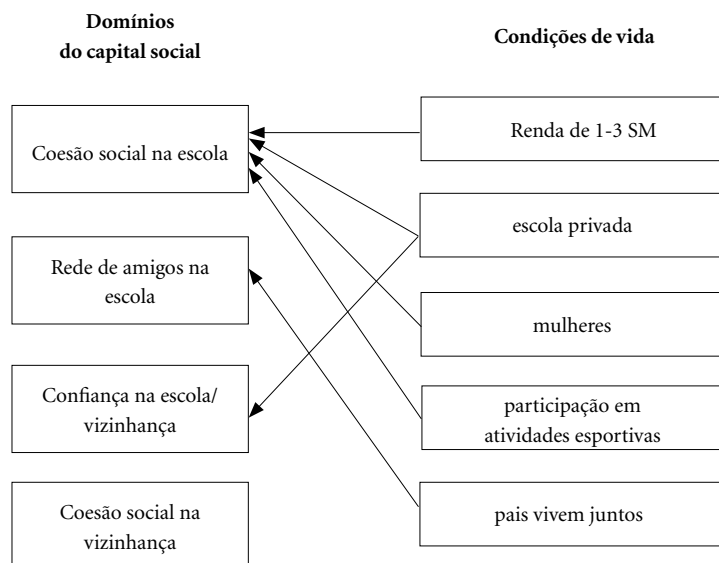 Domínios
do capital social
Condições de vida
Coesão social na escola
Rede de amigos na
escola
Confiança na escola/
vizinhança
Coesão social na
vizinhança
Renda de 1-3 SM
escola privada
mulheres
participação em
atividades esportivas
pais vivem juntos